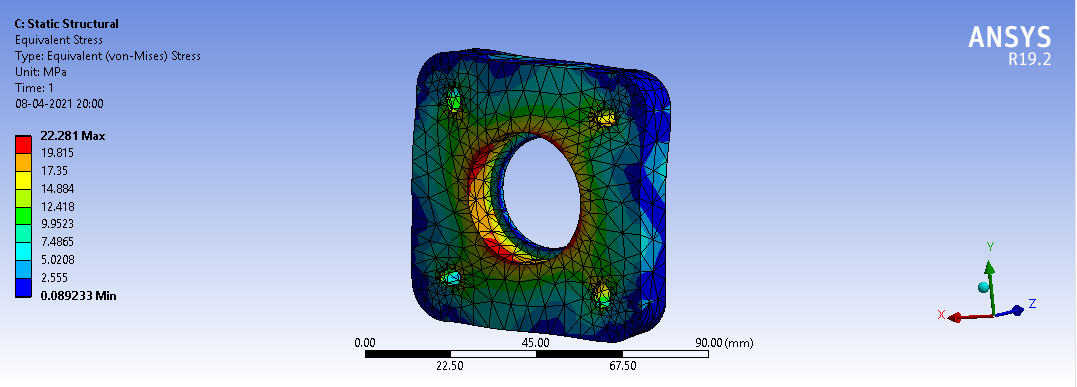 C: Static Structural
Equivalent Stress
Type: Equivalent (von-Mises) Stress
Unit: MPa
Time: 1
08-04-2021 20:00
22.281 Max
19.815
17.35
14.884
12.418
9.9523
7.4865
5.0208
2.555
0.089233 Min
ANSYS
R19.2
Y
X
Z
0.00 45.00 90.00 (mm)
22.50 67.50